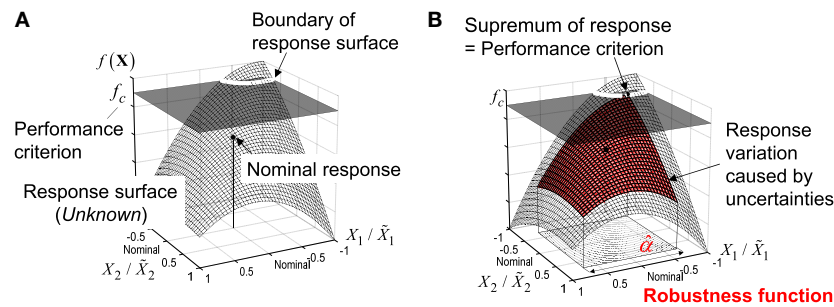 A
Boundary of
response surface
f (X)
f_c
Performance
criterion
Nominal response
Response surface
(Unknown)
-0.5
Nominal
0.5
1
X_2 / X̃_2
1
0.5
Nominal
-0.5
-1
X_1 / X̃_1
B
Supremum of response
= Performance criterion
f_c
Response
variation
caused by
uncertainties
-0.5
Nominal
0.5
1
X_2 / X̃_2
α̂
1
0.5
Nominal
-0.5
-1
-1
X_1 / X̃_1
Robustness function